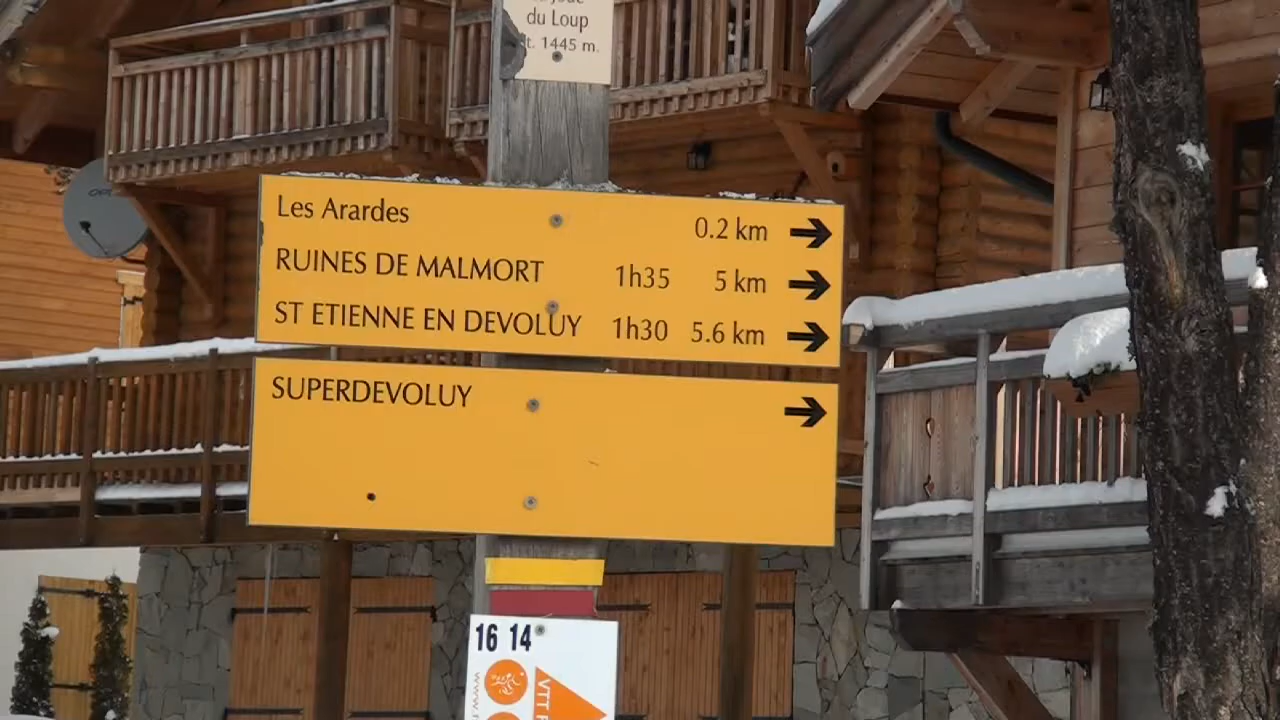 du Loup
1445 m.
Les Arardes 0.2 km
RUINES DE MALMORT 1h35 5 km
ST ETIENNE EN DEVOLUY 1h30 5.6 km
SUPERDEVOLUY
16 14
VTT
www.